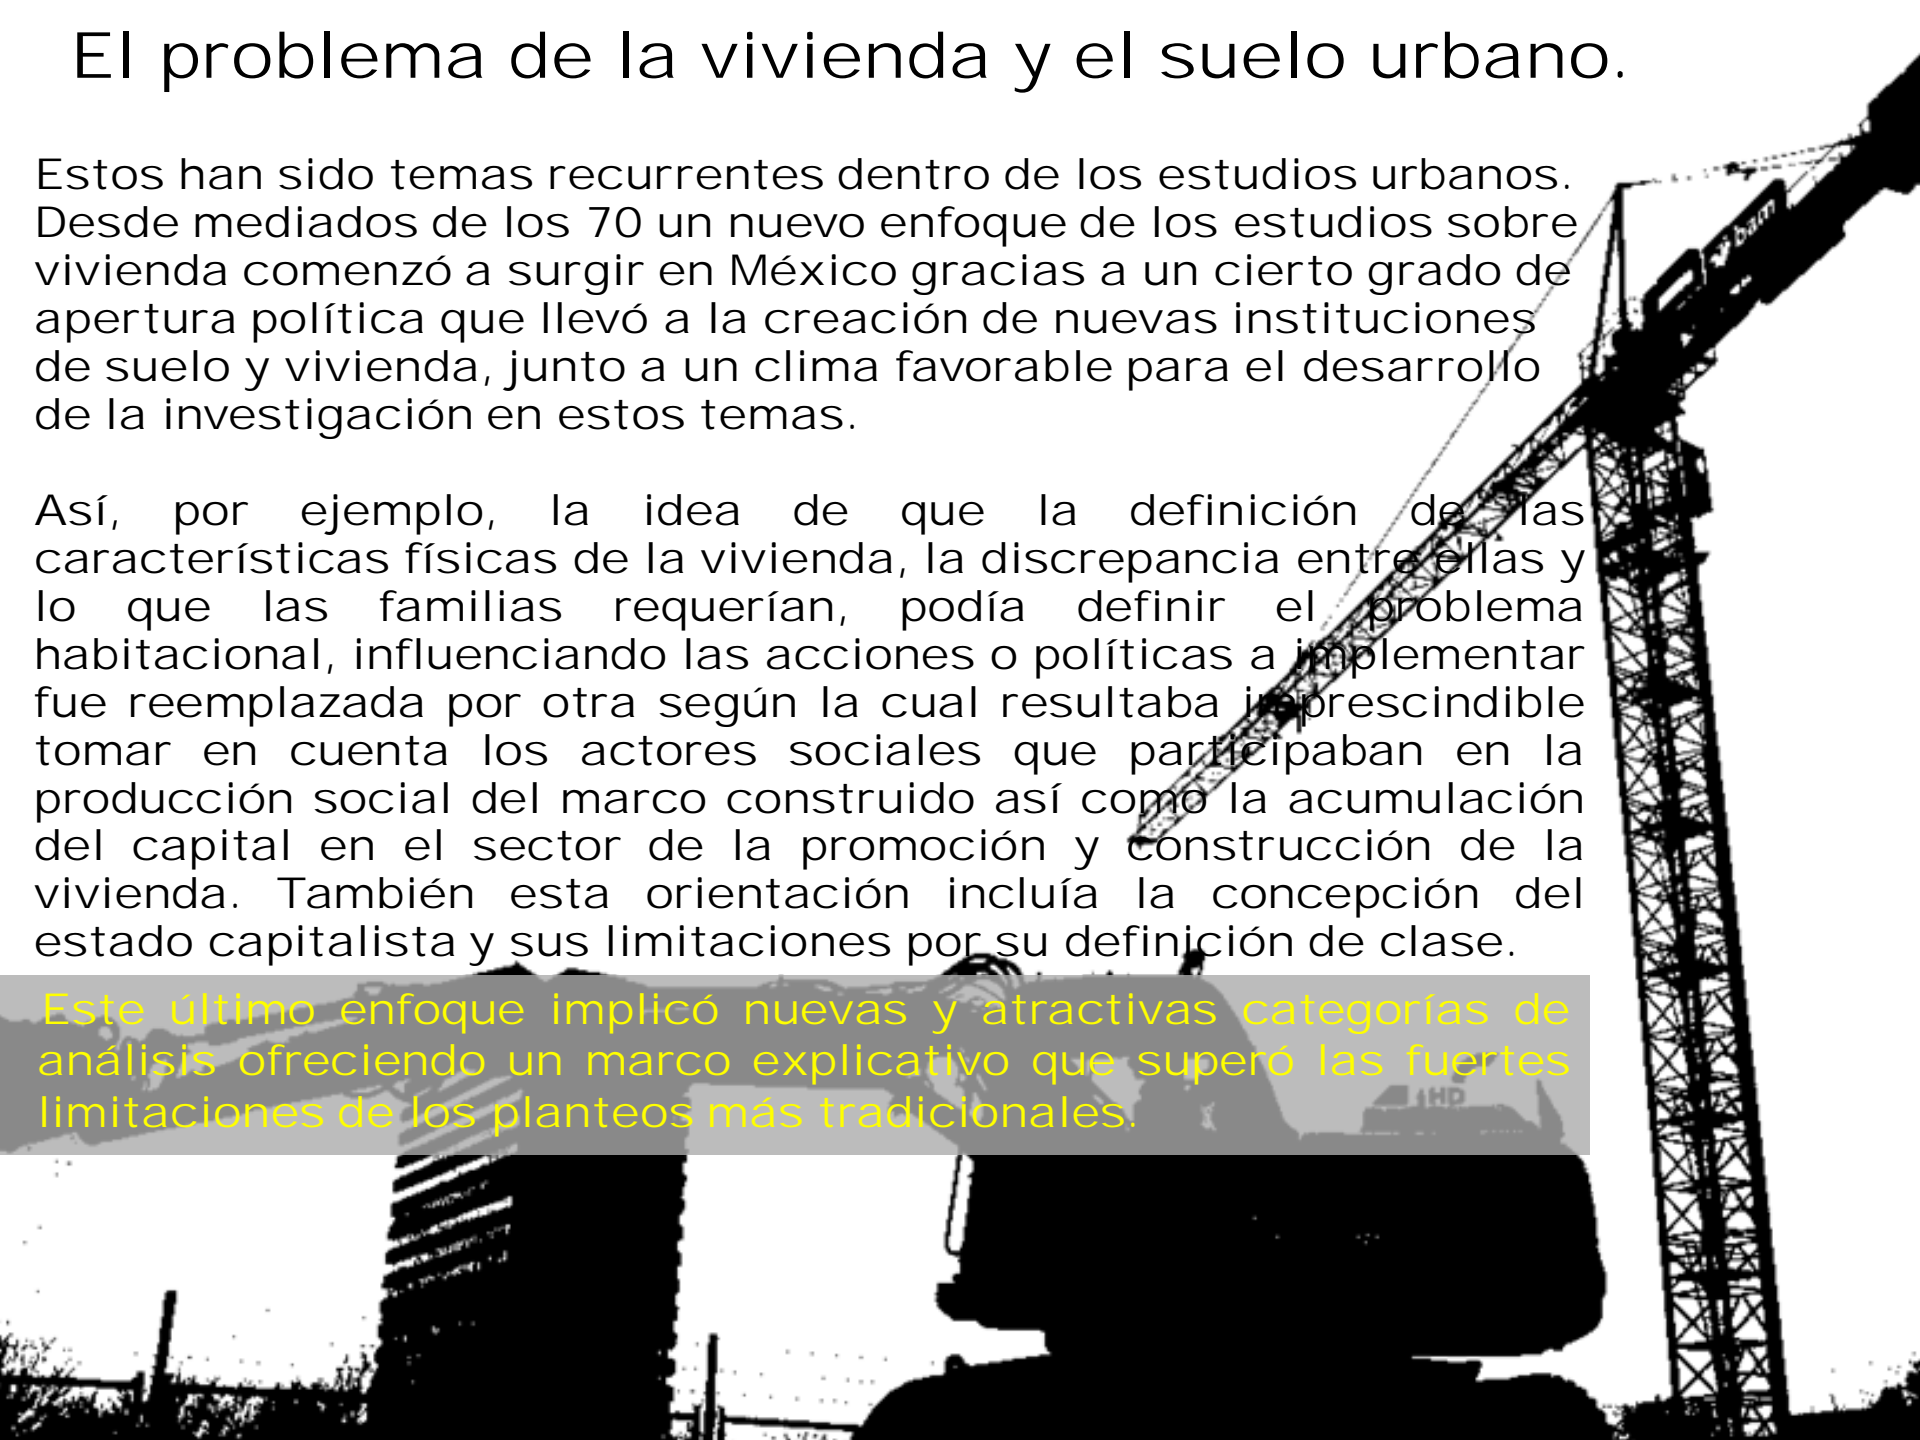 El problema de la vivienda y el suelo urbano.
Estos han sido temas recurrentes dentro de los estudios urbanos.
Desde mediados de los 70 un nuevo enfoque de los estudios sobre
vivienda comenzó a surgir en México gracias a un cierto grado de
apertura política que llevó a la creación de nuevas instituciones
de suelo y vivienda, junto a un clima favorable para el desarrollo
de la investigación en estos temas.
Así, por ejemplo, la idea de que la definición de las
características físicas de la vivienda, la discrepancia entre ellas y
lo que las familias requerían, podía definir el problema
habitacional, influenciando las acciones o políticas a implementar
fue reemplazada por otra según la cual resultaba imprescindible
tomar en cuenta los actores sociales que participaban en la
producción social del marco construido así como la acumulación
del capital en el sector de la promoción y construcción de la
vivienda. También esta orientación incluía la concepción del
estado capitalista y sus limitaciones por su definición de clase.
Este último enfoque implicó nuevas y atractivas categorías de
análisis ofreciendo un marco explicativo que superó las fuertes
limitaciones de los planteos más tradicionales.
bam
HD